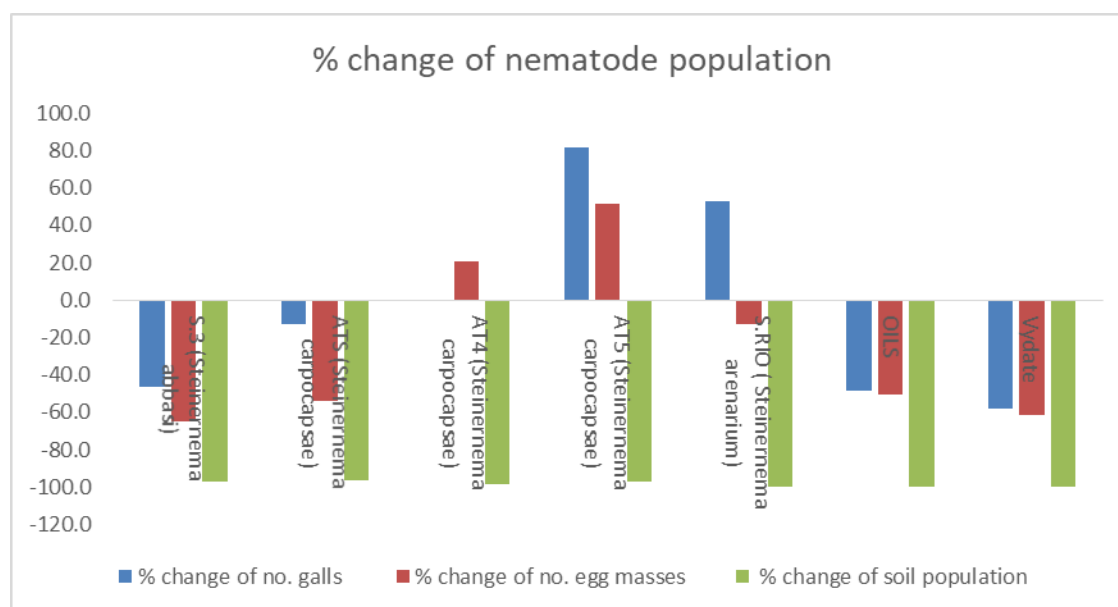 % change of nematode population
100.0
80.0
60.0
40.0
20.0
0.0
-20.0
-40.0
-60.0
-80.0
-100.0
-120.0
S.3 (Steinernema
abbasi)
ATS (Steinernema
carpocapsae)
AT4 (Steinernema
carpocapsae)
AT5 (Steinernema
carpocapsae)
S.RIO ( Steinernema
arenarium)
OILS
Vydate
% change of no. galls
% change of no. egg masses
% change of soil population